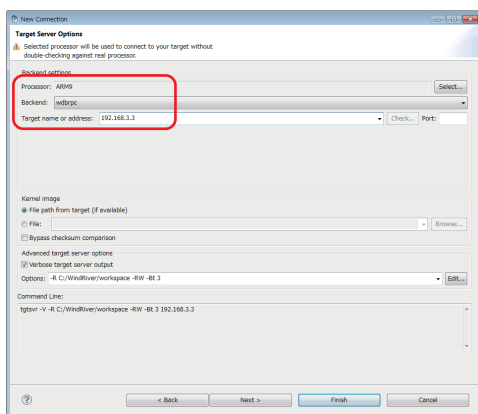 New Connection
Target Server Options
Selected processor will be used to connect to your target without
double-checking against real processor.
Backend settings
Processor: ARM9 Select...
Backend: wdbrpc
Target name or address: 192.168.3.3 Check... Port:
Kernel image
File path from target (if available)
File: Browse...
Bypass checksum comparison
Advanced target server options
Verbose target server output
Options: -R C:/WindRiver/workspace -RW -Bt 3 Edit...
Command Line:
tgtsvr -V -R C:/WindRiver/workspace -RW -Bt 3 192.168.3.3
? < Back Next > Finish Cancel